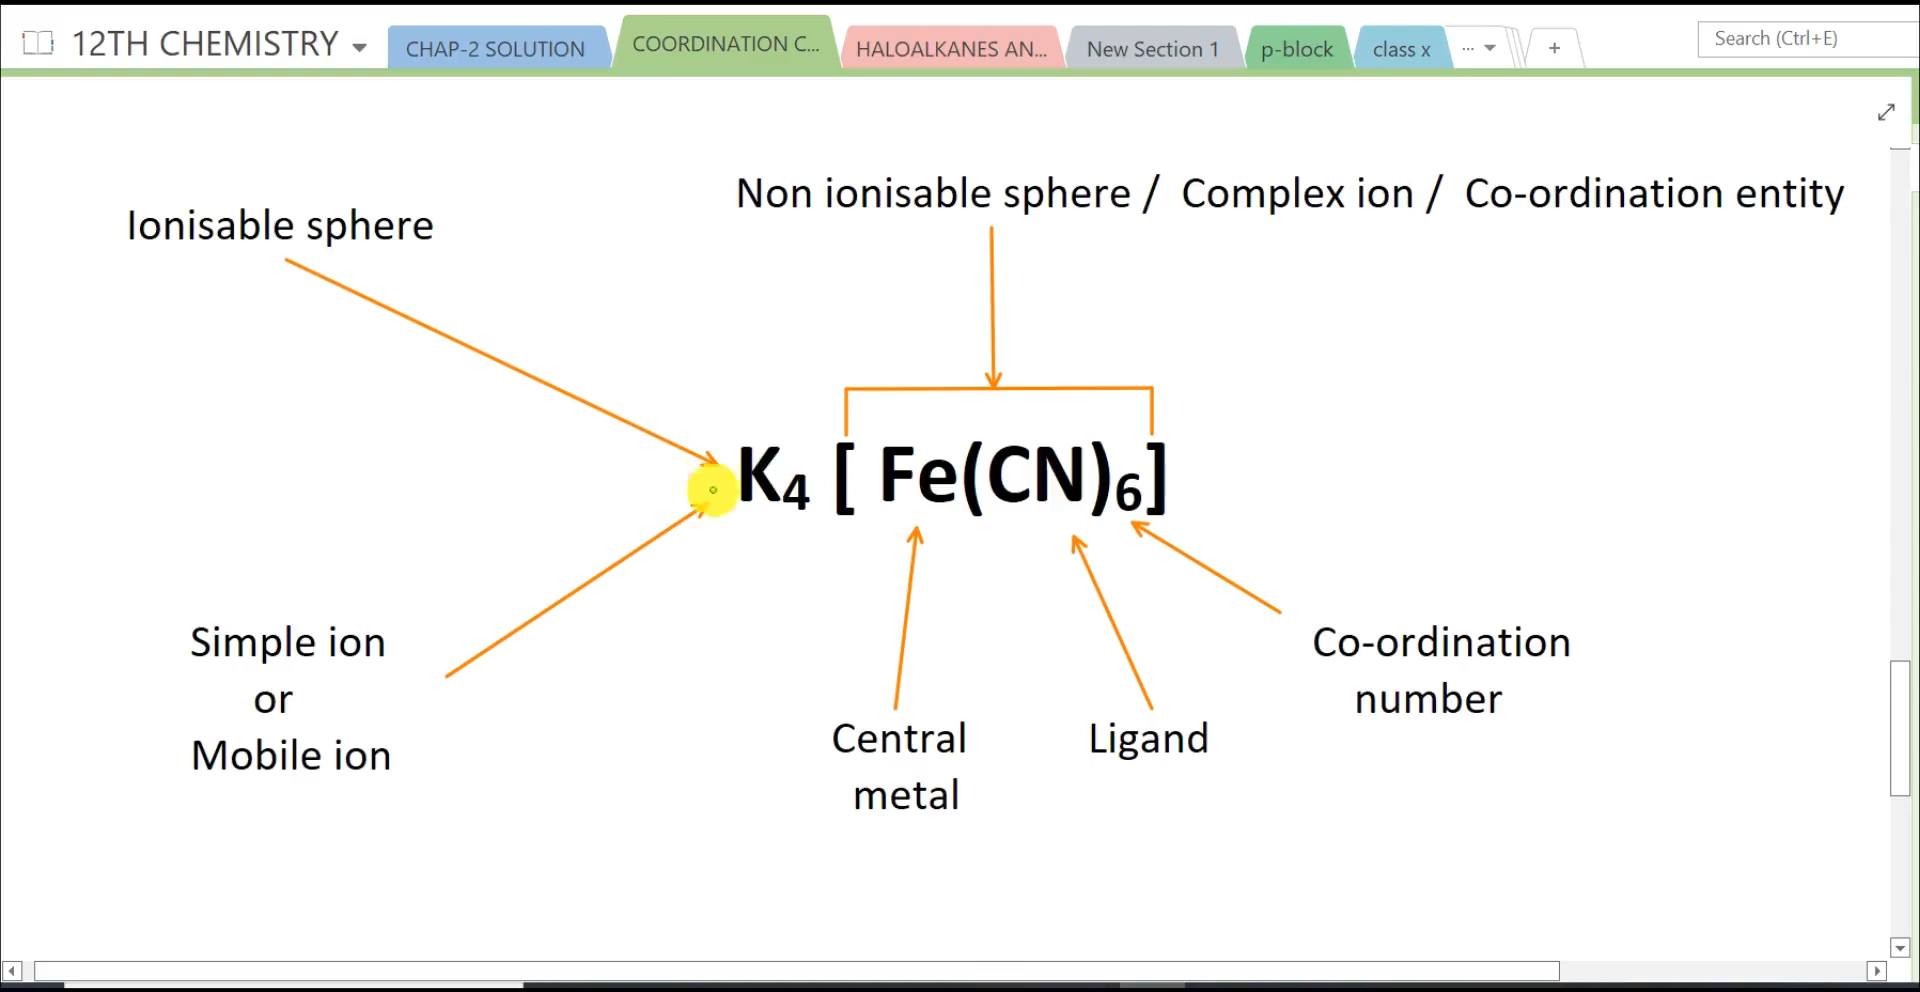 12TH CHEMISTRY
CHAP-2 SOLUTION
COORDINATION C...
HALOALKANES AN...
New Section 1
p-block
class x
...
+
Search (Ctrl+E)
Non ionisable sphere / Complex ion / Co-ordination entity
Ionisable sphere
K₄ [ Fe(CN)₆]
Simple ion
or
Mobile ion
Central
metal
Ligand
Co-ordination
number